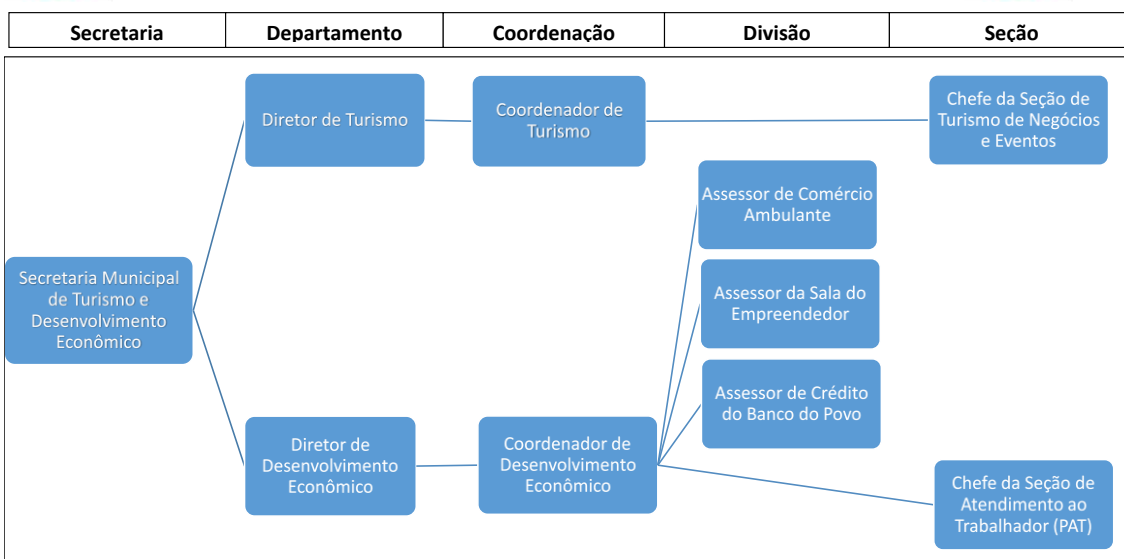 Secretaria
Departamento
Coordenação
Divisão
Seção
Diretor de Turismo
Coordenador de
Turismo
Chefe da Seção de
Turismo de Negócios
e Eventos
Assessor de Comércio
Ambulante
Secretaria Municipal
de Turismo e
Desenvolvimento
Econômico
Assessor da Sala do
Empreendedor
Assessor de Crédito
do Banco do Povo
Diretor de
Desenvolvimento
Econômico
Coordenador de
Desenvolvimento
Econômico
Chefe da Seção de
Atendimento ao
Trabalhador (PAT)